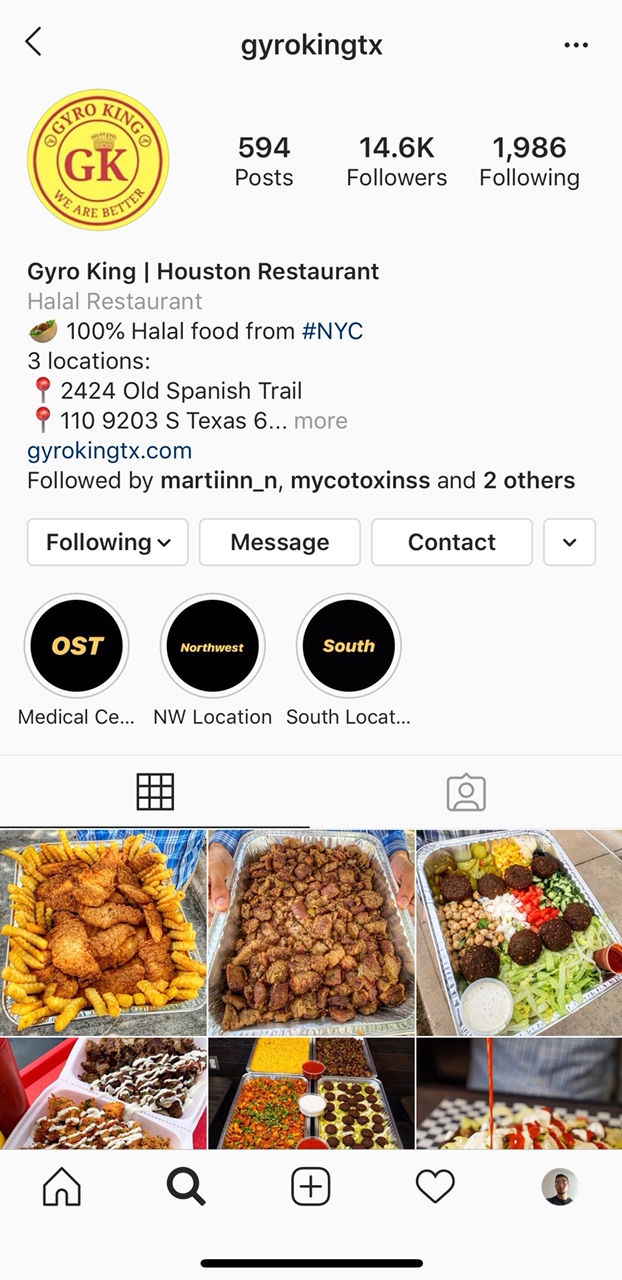 gyrokingtx
GYRO KING
GK
WE ARE BETTER
594
Posts
14.6K
Followers
1,986
Following
Gyro King | Houston Restaurant
Halal Restaurant
🥙 100% Halal food from #NYC
3 locations:
📍 2424 Old Spanish Trail
📍 110 9203 S Texas 6... more
gyrokingtx.com
Followed by martiinn_n, mycotoxinss and 2 others
Following
Message
Contact
OST
Northwest
South
Medical Ce...
NW Location
South Locat...